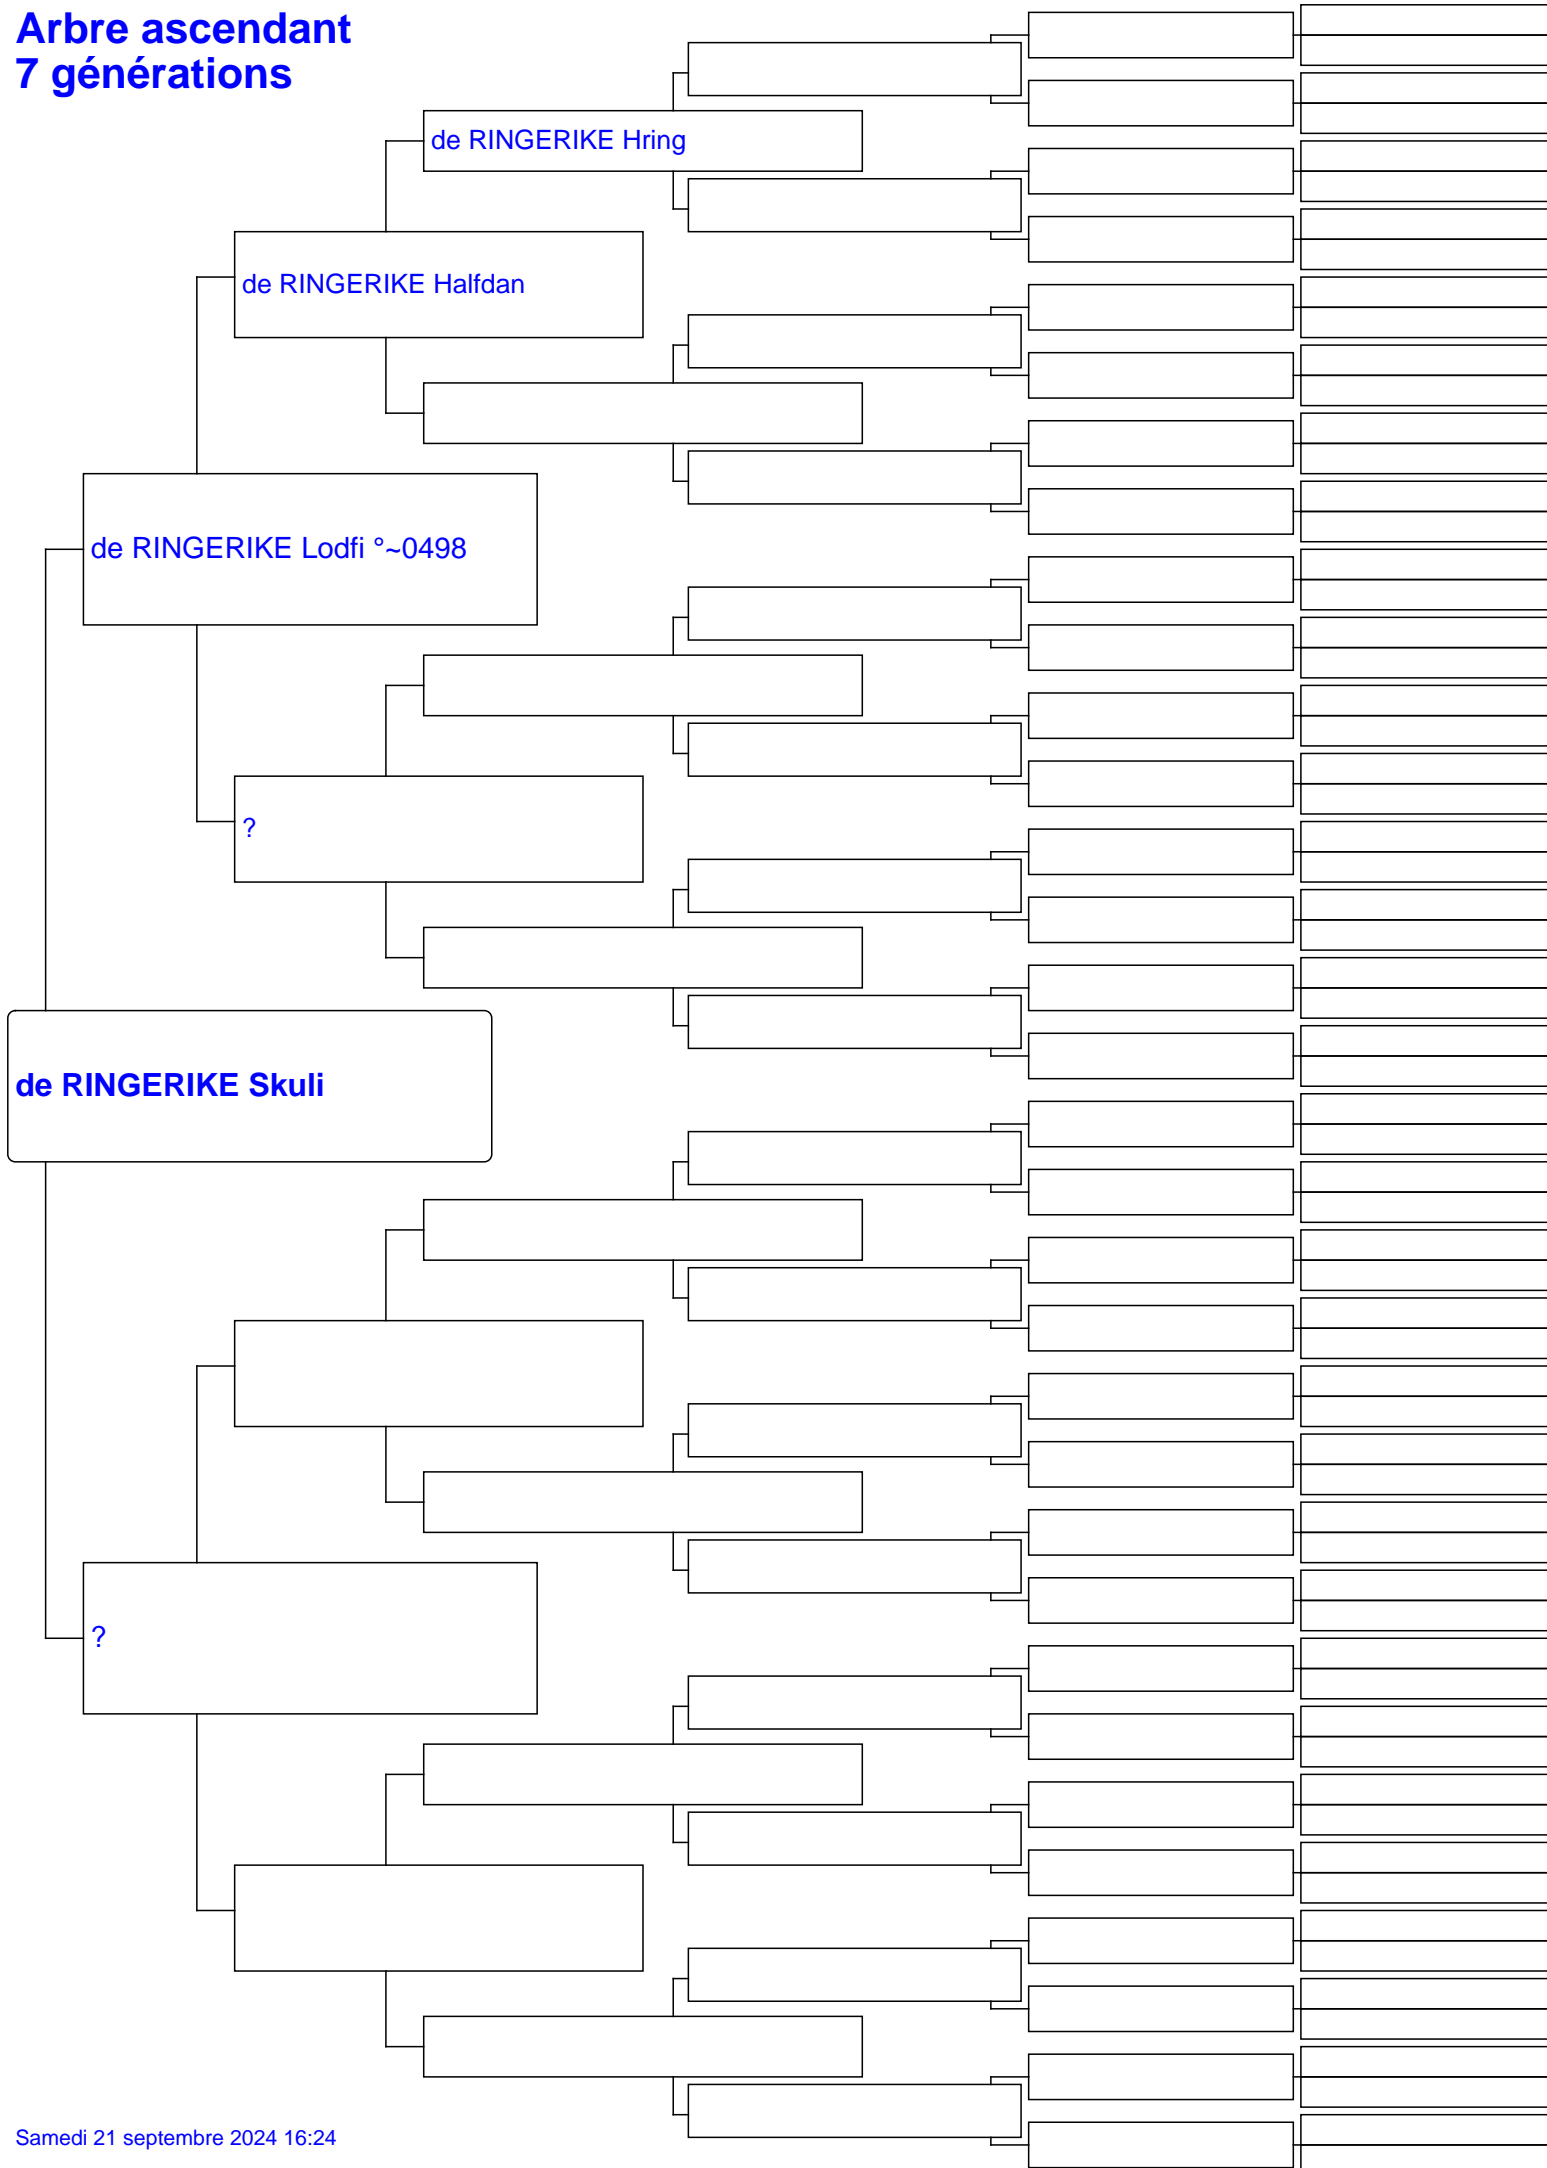 Arbre ascendant
7 générations
de RINGERIKE Hring
de RINGERIKE Halfdan
de RINGERIKE Lodfi °~0498
?
de RINGERIKE Skuli
?
Samedi 21 septembre 2024 16:24